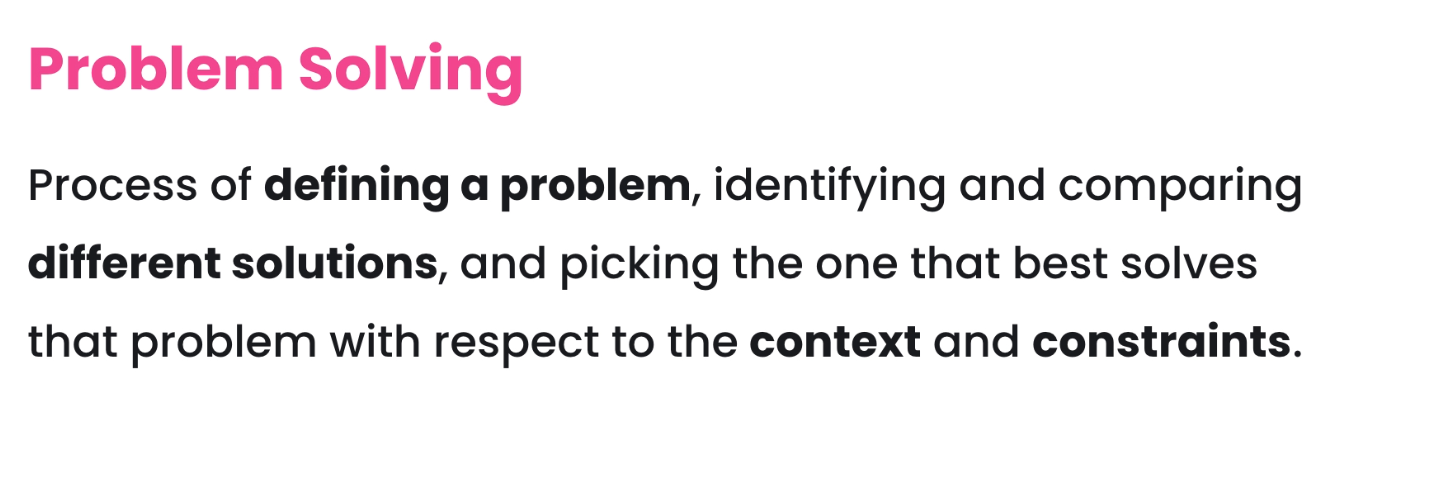 Problem Solving
Process of defining a problem, identifying and comparing
different solutions, and picking the one that best solves
that problem with respect to the context and constraints.